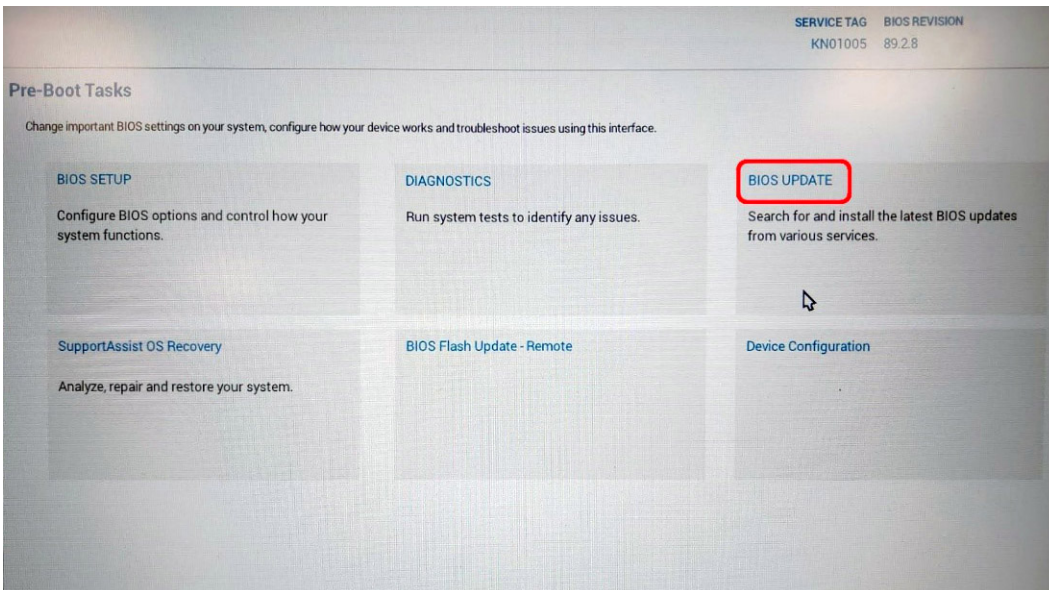 SERVICE TAG BIOS REVISION
KN01005 89.2.8
Pre-Boot Tasks
Change important BIOS settings on your system, configure how your device works and troubleshoot issues using this interface.
BIOS SETUP
Configure BIOS options and control how your
system functions.
DIAGNOSTICS
Run system tests to identify any issues.
BIOS UPDATE
Search for and install the latest BIOS updates
from various services.
SupportAssist OS Recovery
Analyze, repair and restore your system.
BIOS Flash Update - Remote
Device Configuration